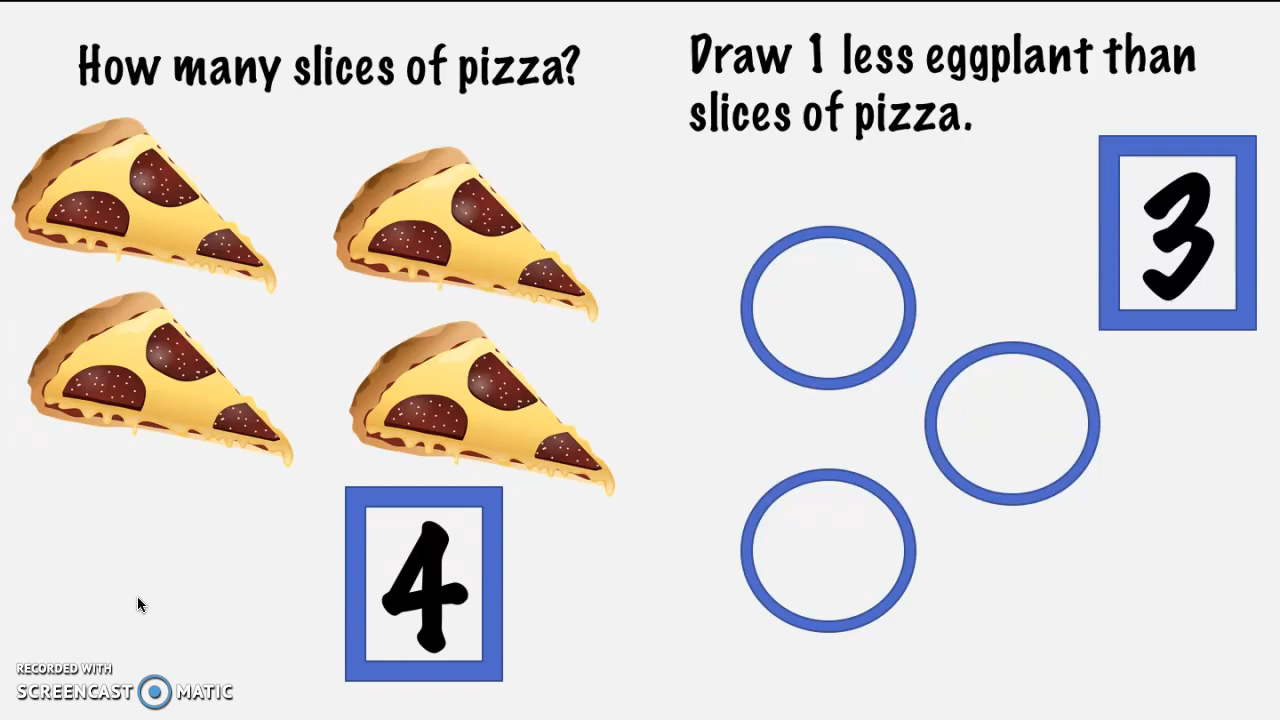 How many slices of pizza?
Draw 1 less eggplant than
slices of pizza.
3
4
RECORDED WITH
SCREENCAST MATIC